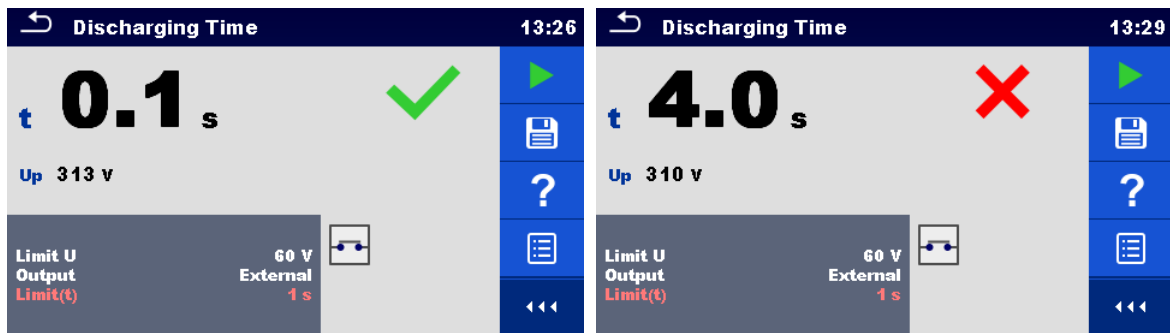 Discharging Time 13:26
t 0.1 s
Up 313 V
Limit U 60 V
Output External
Limit(t) 1 s
?
Discharging Time 13:29
t 4.0 s
Up 310 V
Limit U 60 V
Output External
Limit(t) 1 s
?